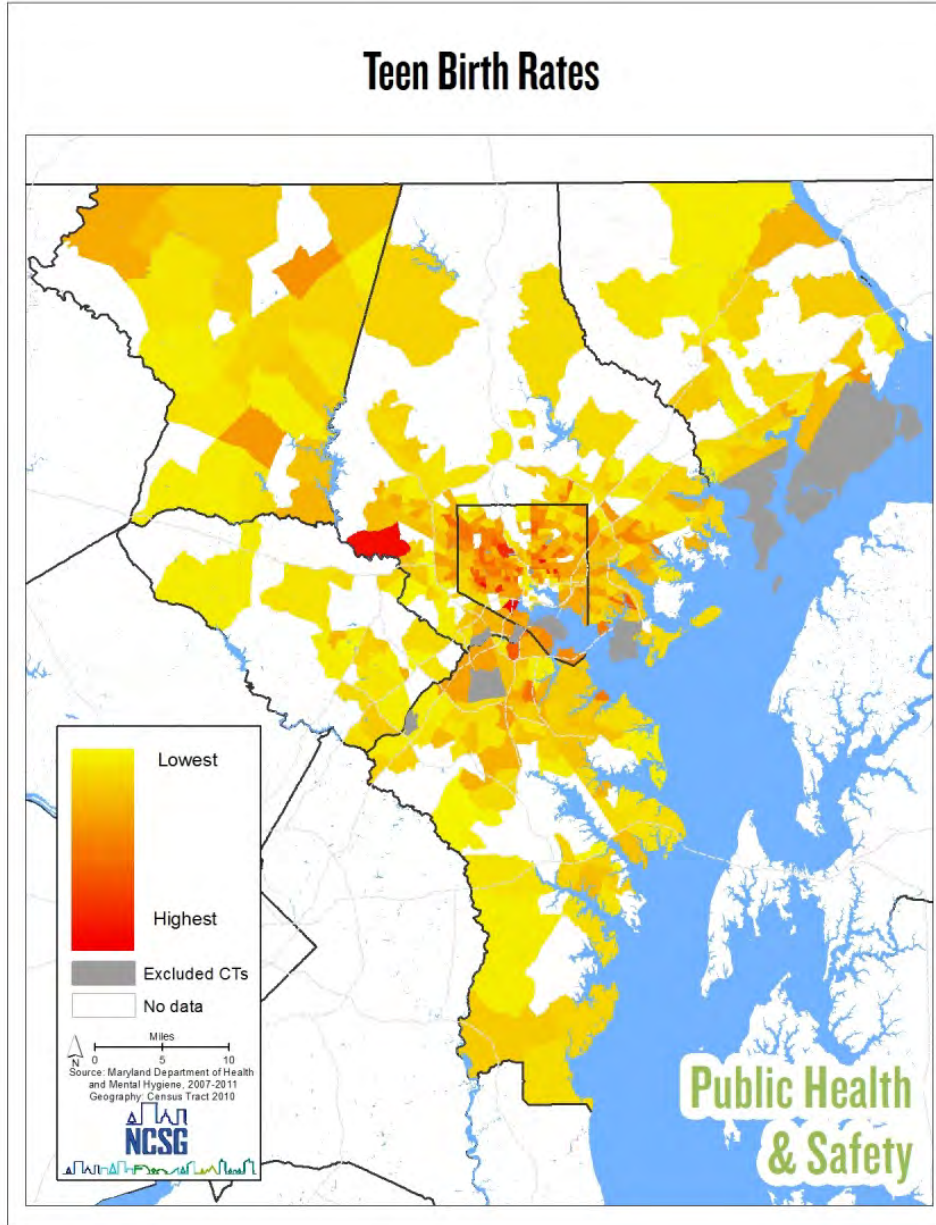 Teen Birth Rates
Lowest
Highest
Excluded CTs
No data
Miles
N
0 5 10
Source: Maryland Department of Health
and Mental Hygiene, 2007-2011
Geography: Census Tract 2010
NCSG
Public Health
& Safety